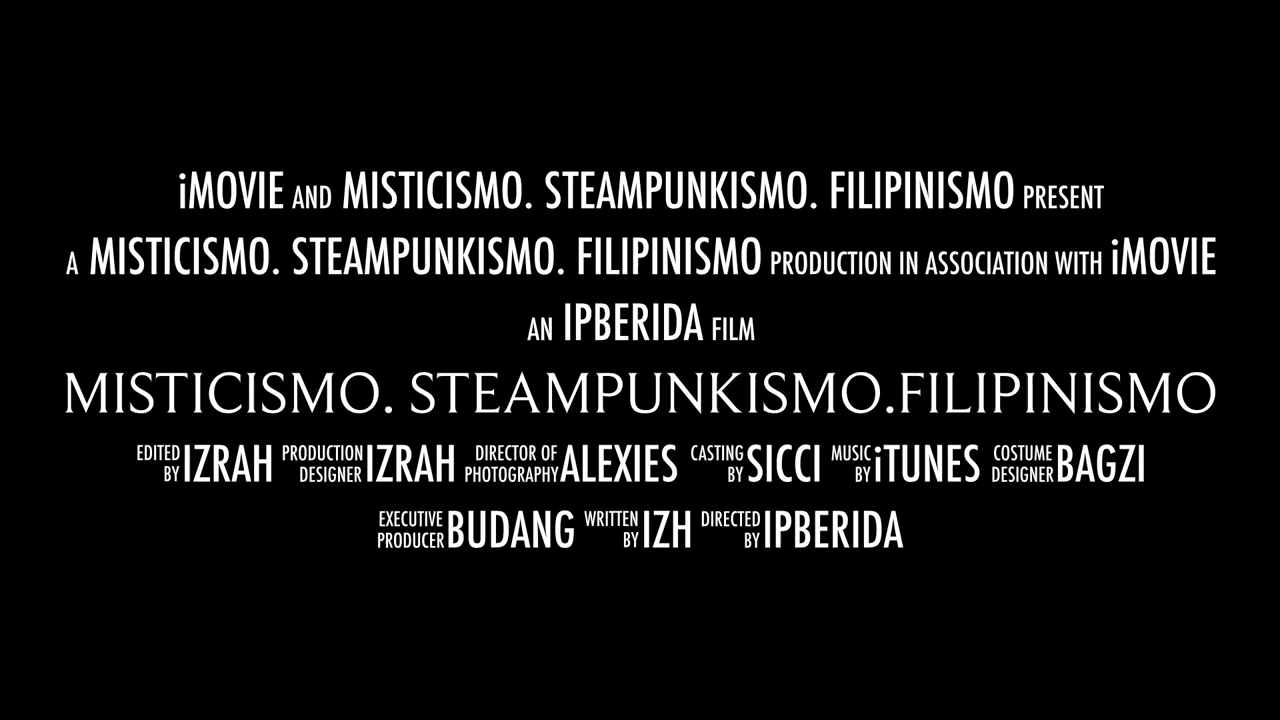 iMOVIE AND MISTICISMO. STEAMPUNKISMO. FILIPINISMO PRESENT
A MISTICISMO. STEAMPUNKISMO. FILIPINISMO PRODUCTION IN ASSOCIATION WITH iMOVIE
AN IPBERIDA FILM
MISTICISMO. STEAMPUNKISMO.FILIPINISMO
EDITED BY IZRAH PRODUCTION DESIGNER IZRAH DIRECTOR OF PHOTOGRAPHY ALEXIES CASTING BY SICCI MUSIC BY iTUNES COSTUME DESIGNER BAGZI
EXECUTIVE PRODUCER BUDANG WRITTEN BY IZH DIRECTED BY IPBERIDA